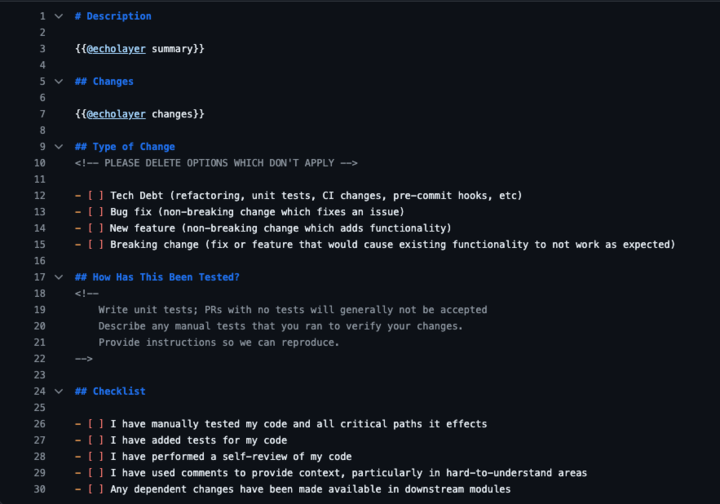 1 # Description
2
3 {{@echolayer summary}}
4
5 ## Changes
6
7 {{@echolayer changes}}
8
9 ## Type of Change
10 <!-- PLEASE DELETE OPTIONS WHICH DON'T APPLY -->
11
12 - [ ] Tech Debt (refactoring, unit tests, CI changes, pre-commit hooks, etc)
13 - [ ] Bug fix (non-breaking change which fixes an issue)
14 - [ ] New feature (non-breaking change which adds functionality)
15 - [ ] Breaking change (fix or feature that would cause existing functionality to not work as expected)
16
17 ## How Has This Been Tested?
18 <!--
19 Write unit tests; PRs with no tests will generally not be accepted
20 Describe any manual tests that you ran to verify your changes.
21 Provide instructions so we can reproduce.
22 -->
23
24 ## Checklist
25
26 - [ ] I have manually tested my code and all critical paths it effects
27 - [ ] I have added tests for my code
28 - [ ] I have performed a self-review of my code
29 - [ ] I have used comments to provide context, particularly in hard-to-understand areas
30 - [ ] Any dependent changes have been made available in downstream modules